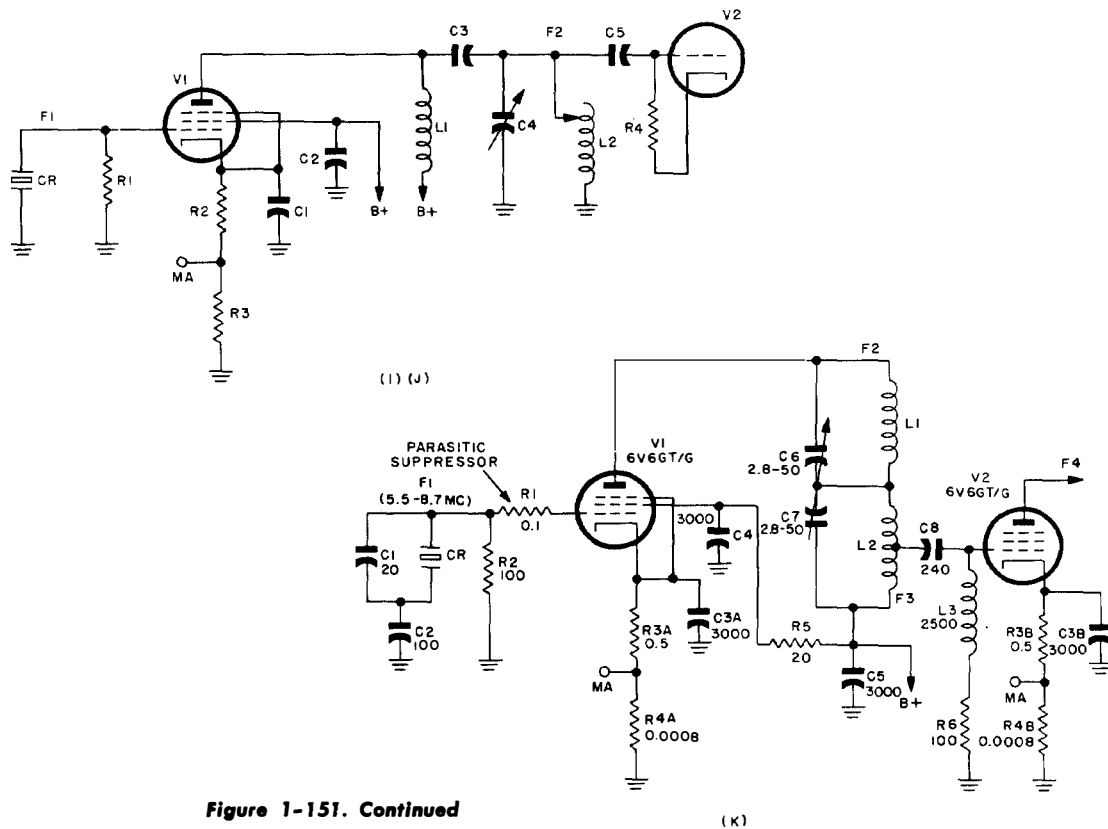 C3
F2
C5
V2
V1
F1
CR
R1
C2
L1
C4
L2
R4
R2
C1
B+
B+
MA
R3
(I) (J)
F2
L1
PARASITIC
SUPPRESSOR
F1
(5.5-8.7MC)
R1
0.1
V1
6V6GT/G
C6
2.8-50
C7
2.8-50
L2
F3
V2
6V6GT/G
F4
C8
240
C1
20
CR
C2
100
R2
100
3000
C4
C3A
3000
R3A
0.5
MA
R4A
0.0008
R5
20
C5
3000
B+
L3
2500
R6
100
R3B
0.5
C3B
3000
MA
R4B
0.0008
Figure 1-151. Continued
(K)